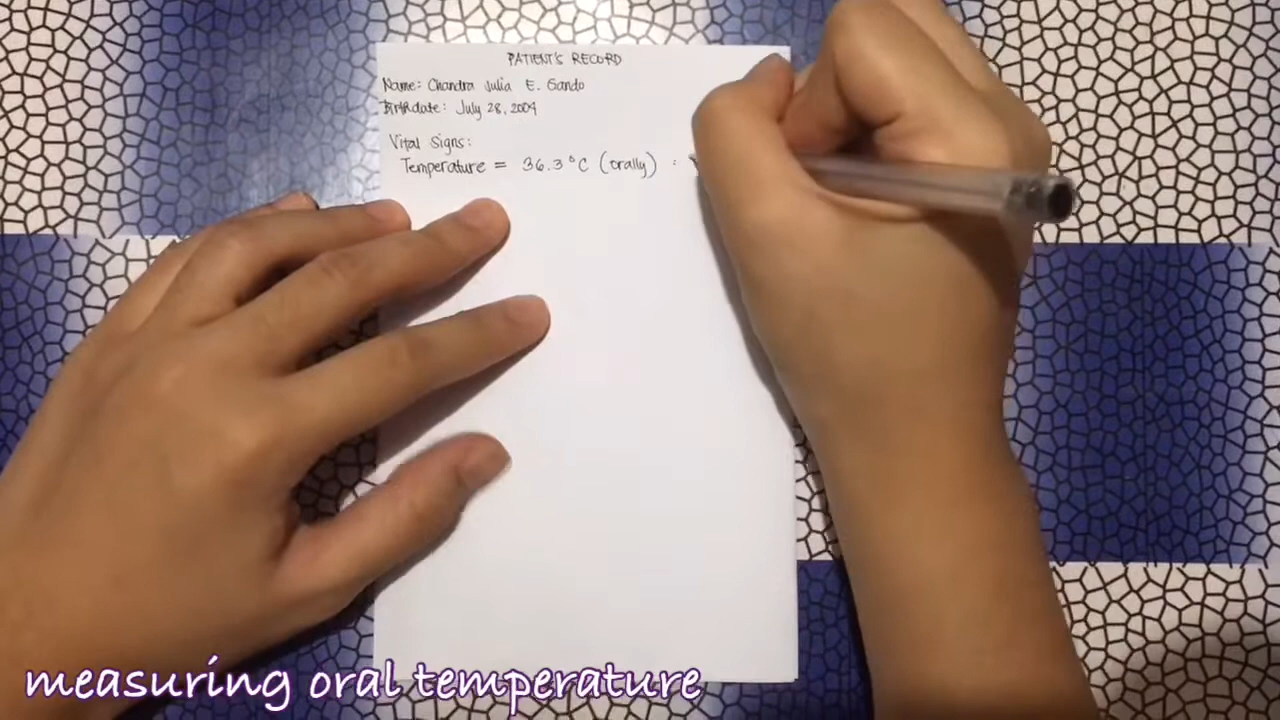 PATIENT'S RECORD
Name: Chandra Julia E. Gando
Birthdate: July 28, 2004
Vital Signs:
Temperature = 36.3 °C (orally) :
measuring oral temperature